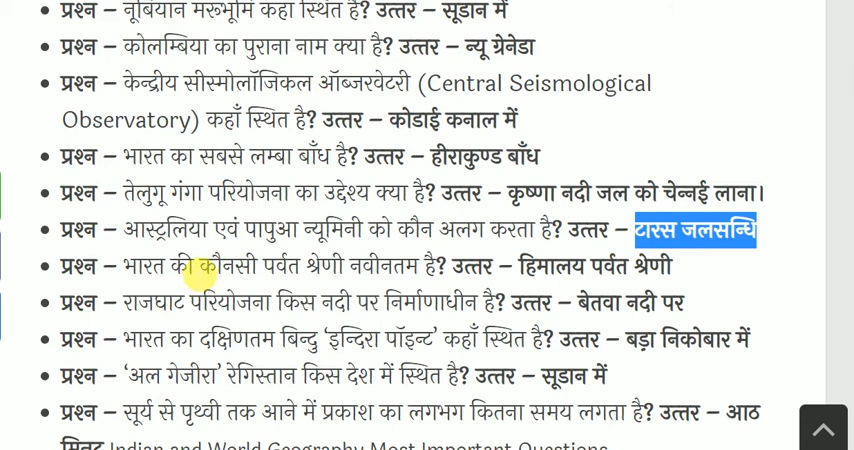 प्रश्न – नूबियान मरूभूमि कहाँ स्थित है? उत्तर – सूडान में
प्रश्न – कोलम्बिया का पुराना नाम क्या है? उत्तर – न्यू ग्रेनेडा
प्रश्न – केन्द्रीय सीस्मोलॉजिकल ऑब्जरवेटरी (Central Seismological
Observatory) कहाँ स्थित है? उत्तर – कोडाई कनाल में
प्रश्न – भारत का सबसे लम्बा बाँध है? उत्तर – हीराकुण्ड बाँध
प्रश्न – तेलुगू गंगा परियोजना का उद्देश्य क्या है? उत्तर – कृष्णा नदी जल को चेन्नई लाना।
प्रश्न – आस्ट्रलिया एवं पापुआ न्यूमिनी को कौन अलग करता है? उत्तर – टारस जलसन्धि
प्रश्न – भारत की कौनसी पर्वत श्रेणी नवीनतम है? उत्तर – हिमालय पर्वत श्रेणी
प्रश्न – राजघाट परियोजना किस नदी पर निर्माणाधीन है? उत्तर – बेतवा नदी पर
प्रश्न – भारत का दक्षिणतम बिन्दु ‘इन्दिरा पॉइन्ट’ कहाँ स्थित है? उत्तर – बड़ा निकोबार में
प्रश्न – ‘अल गेजीरा’ रेगिस्तान किस देश में स्थित है? उत्तर – सूडान में
प्रश्न – सूर्य से पृथ्वी तक आने में प्रकाश का लगभग कितना समय लगता है? उत्तर – आठ
मिनट Indian and World Geography Most Important Questions